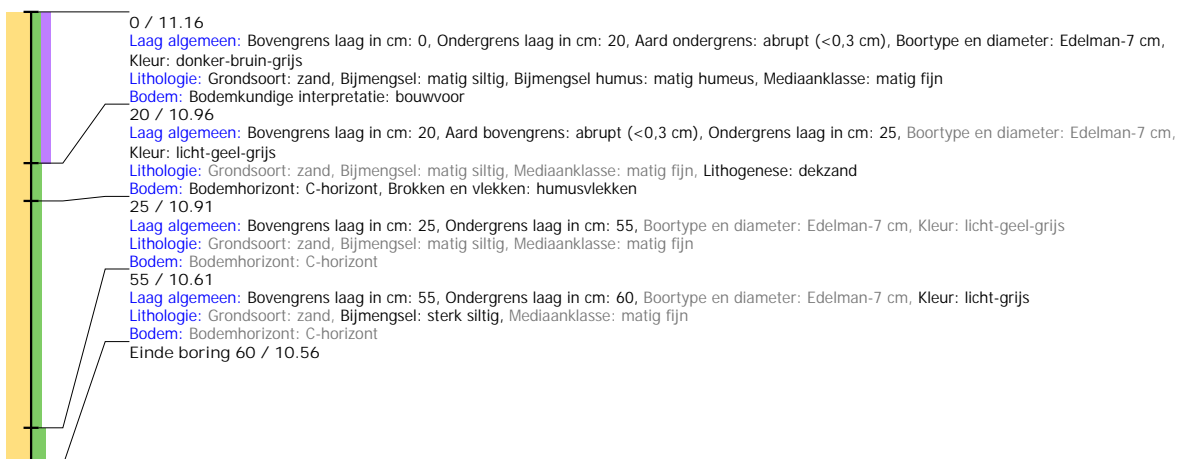 0 / 11.16
Laag algemeen: Bovengrens laag in cm: 0, Ondergrens laag in cm: 20, Aard ondergrens: abrupt (<0,3 cm), Boortype en diameter: Edelman-7 cm,
Kleur: donker-bruin-grijs
Lithologie: Grondsoort: zand, Bijmengsel: matig siltig, Bijmengsel humus: matig humeus, Mediaanklasse: matig fijn
Bodem: Bodemkundige interpretatie: bouwvoor
20 / 10.96
Laag algemeen: Bovengrens laag in cm: 20, Aard bovengrens: abrupt (<0,3 cm), Ondergrens laag in cm: 25, Boortype en diameter: Edelman-7 cm,
Kleur: licht-geel-grijs
Lithologie: Grondsoort: zand, Bijmengsel: matig siltig, Mediaanklasse: matig fijn, Lithogenese: dekzand
Bodem: Bodemhorizont: C-horizont, Brokken en vlekken: humusvlekken
25 / 10.91
Laag algemeen: Bovengrens laag in cm: 25, Ondergrens laag in cm: 55, Boortype en diameter: Edelman-7 cm, Kleur: licht-geel-grijs
Lithologie: Grondsoort: zand, Bijmengsel: matig siltig, Mediaanklasse: matig fijn
Bodem: Bodemhorizont: C-horizont
55 / 10.61
Laag algemeen: Bovengrens laag in cm: 55, Ondergrens laag in cm: 60, Boortype en diameter: Edelman-7 cm, Kleur: licht-grijs
Lithologie: Grondsoort: zand, Bijmengsel: sterk siltig, Mediaanklasse: matig fijn
Bodem: Bodemhorizont: C-horizont
Einde boring 60 / 10.56